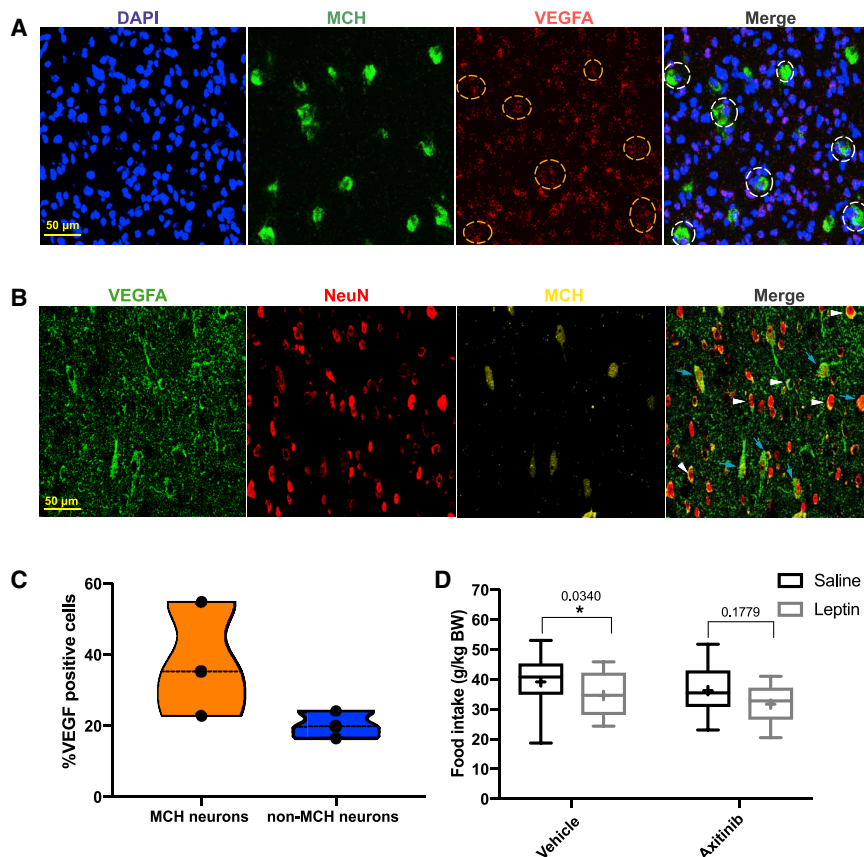 A
DAPI MCH VEGFA Merge
50 µm
B
VEGFA NeuN MCH Merge
50 µm
C
%VEGF positive cells
60
40
20
0
MCH neurons non-MCH neurons
D
Saline
Leptin
Food intake (g/kg BW)
70
60
50
40
30
20
10
0
0.0340
*
0.1779
Vehicle
Axitinib